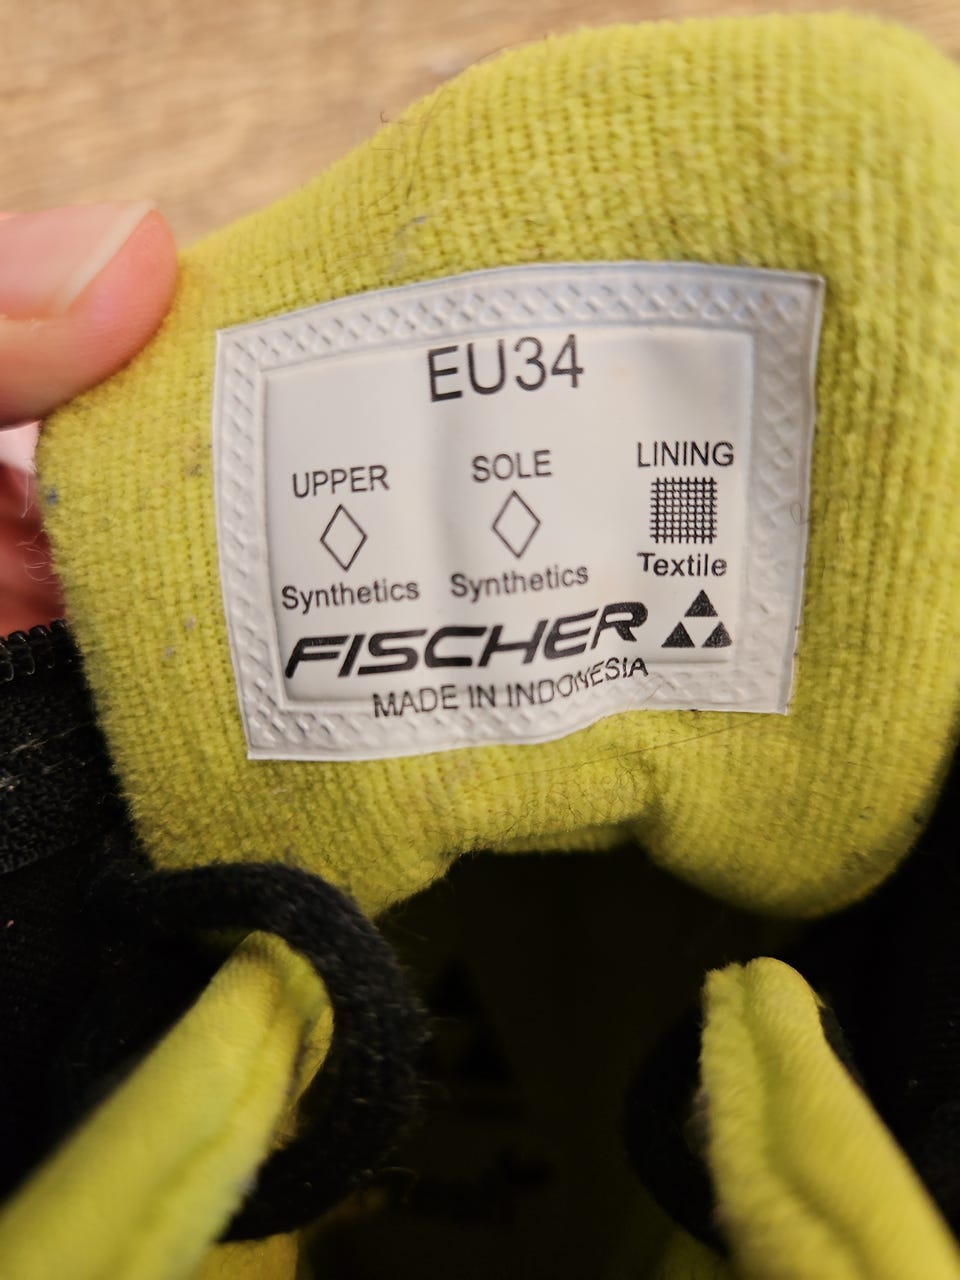 EU34
UPPER SOLE LINING
Synthetics Synthetics Textile
FISCHER
MADE IN INDONESIA